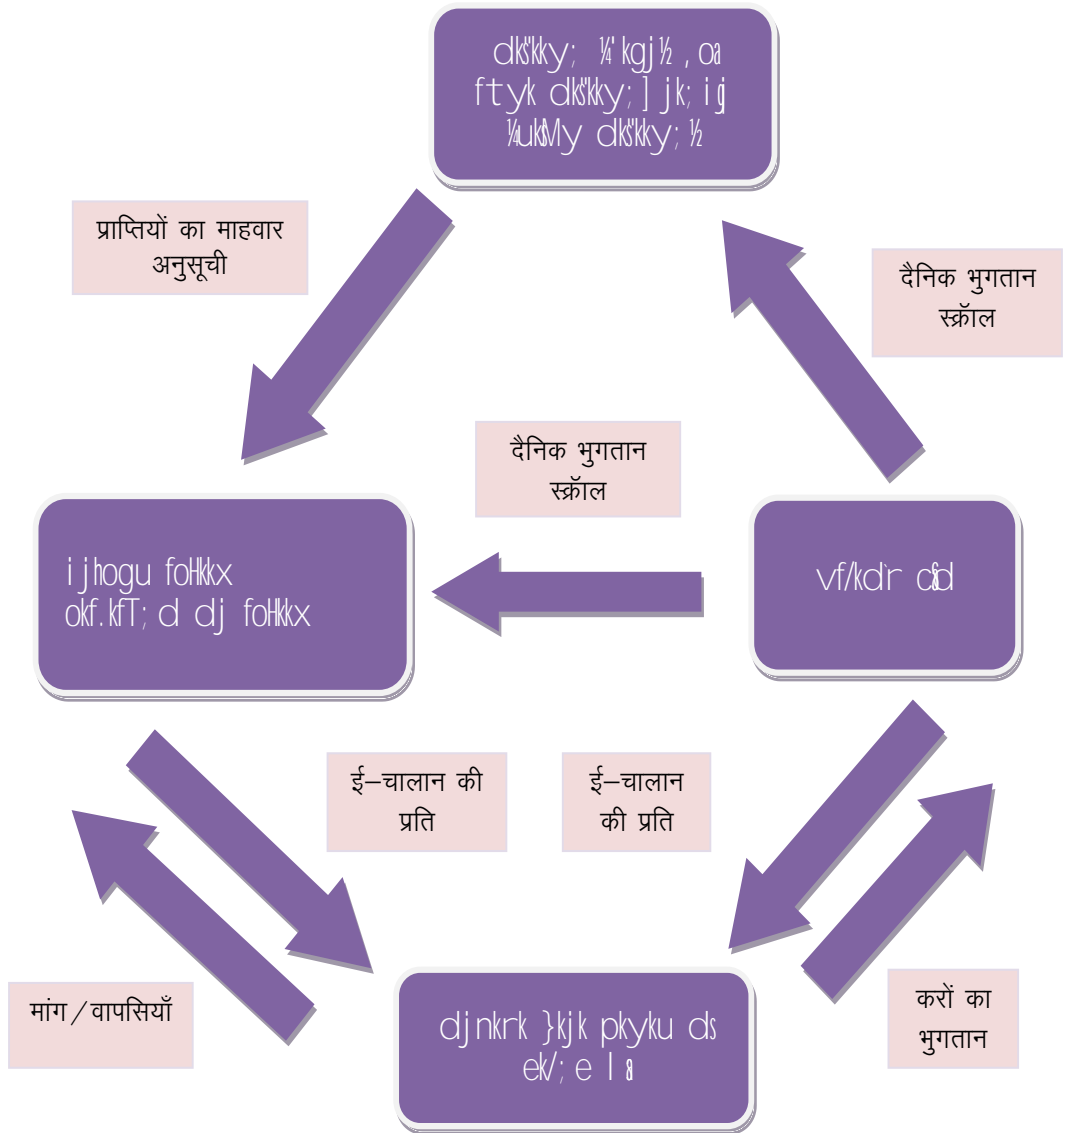 dks"kky; ¼'kgj½ ,oa
ftyk dks"kky;] jk;iqj
¼uksMy dks"kky;½
प्राप्तियों का माहवार
अनुसूची
दैनिक भुगतान
स्क्रॅाल
दैनिक भुगतान
स्क्रॅाल
ijhogu foHkkx
okf.kfT;d dj foHkkx
vf/kd`r cSad
ई–चालान की
प्रति
ई–चालान
की प्रति
मांग/वापसियाँ
करों का
भुगतान
djnkrk }kjk pkyku ds
ek/;e lsa